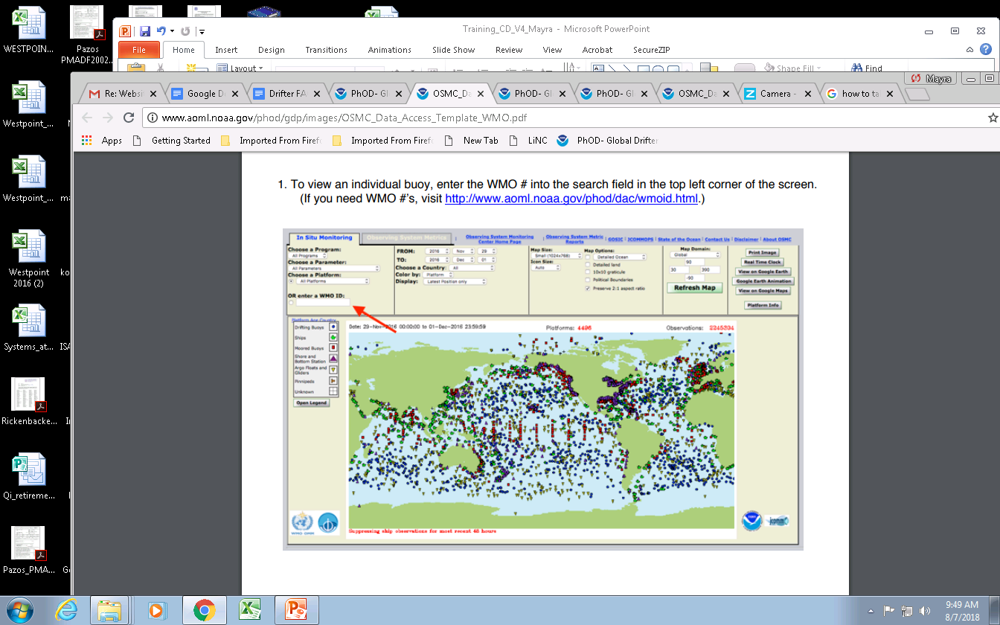 Training_CD_V4_Mayra - Microsoft PowerPoint
File Home Insert Design Transitions Animations Slide Show Review View Acrobat SecureZIP
Layout Shape Fill Find
Mayra
Re: Websi Google D Drifter FA PhOD- Gl OSMC_Da PhOD- Gl PhOD- Gl OSMC_Da Camera - how to ta
www.aoml.noaa.gov/phod/gdp/images/OSMC_Data_Access_Template_WMO.pdf
Apps Getting Started Imported From Firef Imported From Firef New Tab LiNC PhOD- Global Drifter
WESTPOIN...
Pazos
PMADF2002...
Westpoint_...
Westpoint_...
Westpoint
2016 (2)
Systems_at...
Rickenbacke...
Qi_retireme...
Pazos_PMA...
1. To view an individual buoy, enter the WMO # into the search field in the top left corner of the screen.
(If you need WMO #'s, visit http://www.aoml.noaa.gov/phod/dac/wmoid.html.)
In Situ Monitoring Observing System Metrics
Observing System Monitoring
Center Home Page
Observing System Metric
Reports
GOSIC | JCOMMOPS | State of the Ocean | Contact Us | Disclaimer | About OSMC
Choose a Program:
All Programs
Choose a Parameter:
All Parameters
Choose a Platform:
All Platforms
OR enter a WMO ID:
FROM: 2016 Nov 29
TO: 2016 Dec 01
Choose a Country: All
Color by: Platform
Display: Latest Position only
Map Size:
Small (1024x768)
Icon Size:
Auto
Map Options:
Detailed Ocean
Detailed land
10x10 graticule
Political Boundaries
Preserve 2:1 aspect ratio
Map Domain:
Global
90
30 390
-90
Refresh Map
Print Image
Real Time Clock
View on Google Earth
Google Earth Animation
View on Google Maps
Platform Info
Platform Age Country
Drifting Buoys
Ships
Moored Buoys
Shore and
Bottom Station
Argo Floats and
Gliders
Pinnipeds
Unknown
Open Legend
Date: 29-Nov-2016 00:00:00 to 01-Dec-2016 23:59:59 Platforms: 4496 Observations: 2245394
Suppressing ship observations for most recent 48 hours
WMO OMM
jcomm
9:49 AM
8/7/2018